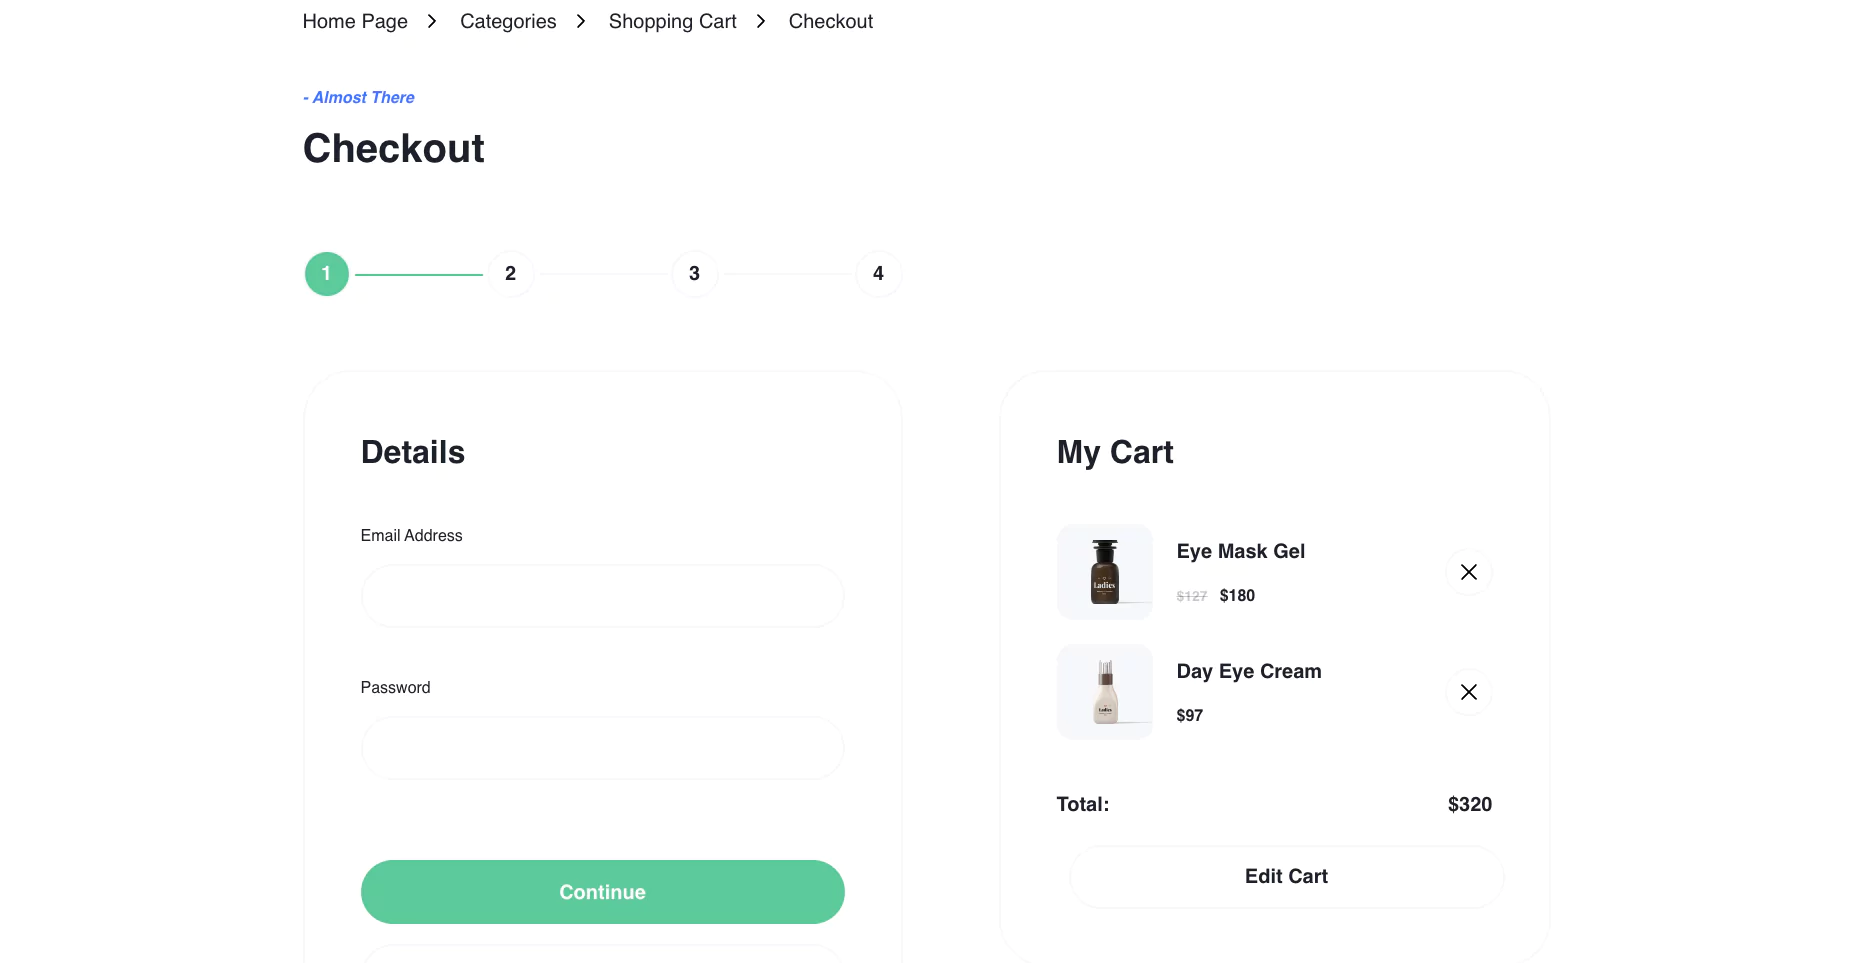 Home Page > Categories > Shopping Cart > Checkout
- Almost There
Checkout
1 2 3 4
Details
Email Address
Password
Continue
My Cart
Ladies
Eye Mask Gel
$127 $180
Ladies
Day Eye Cream
$97
Total: $320
Edit Cart